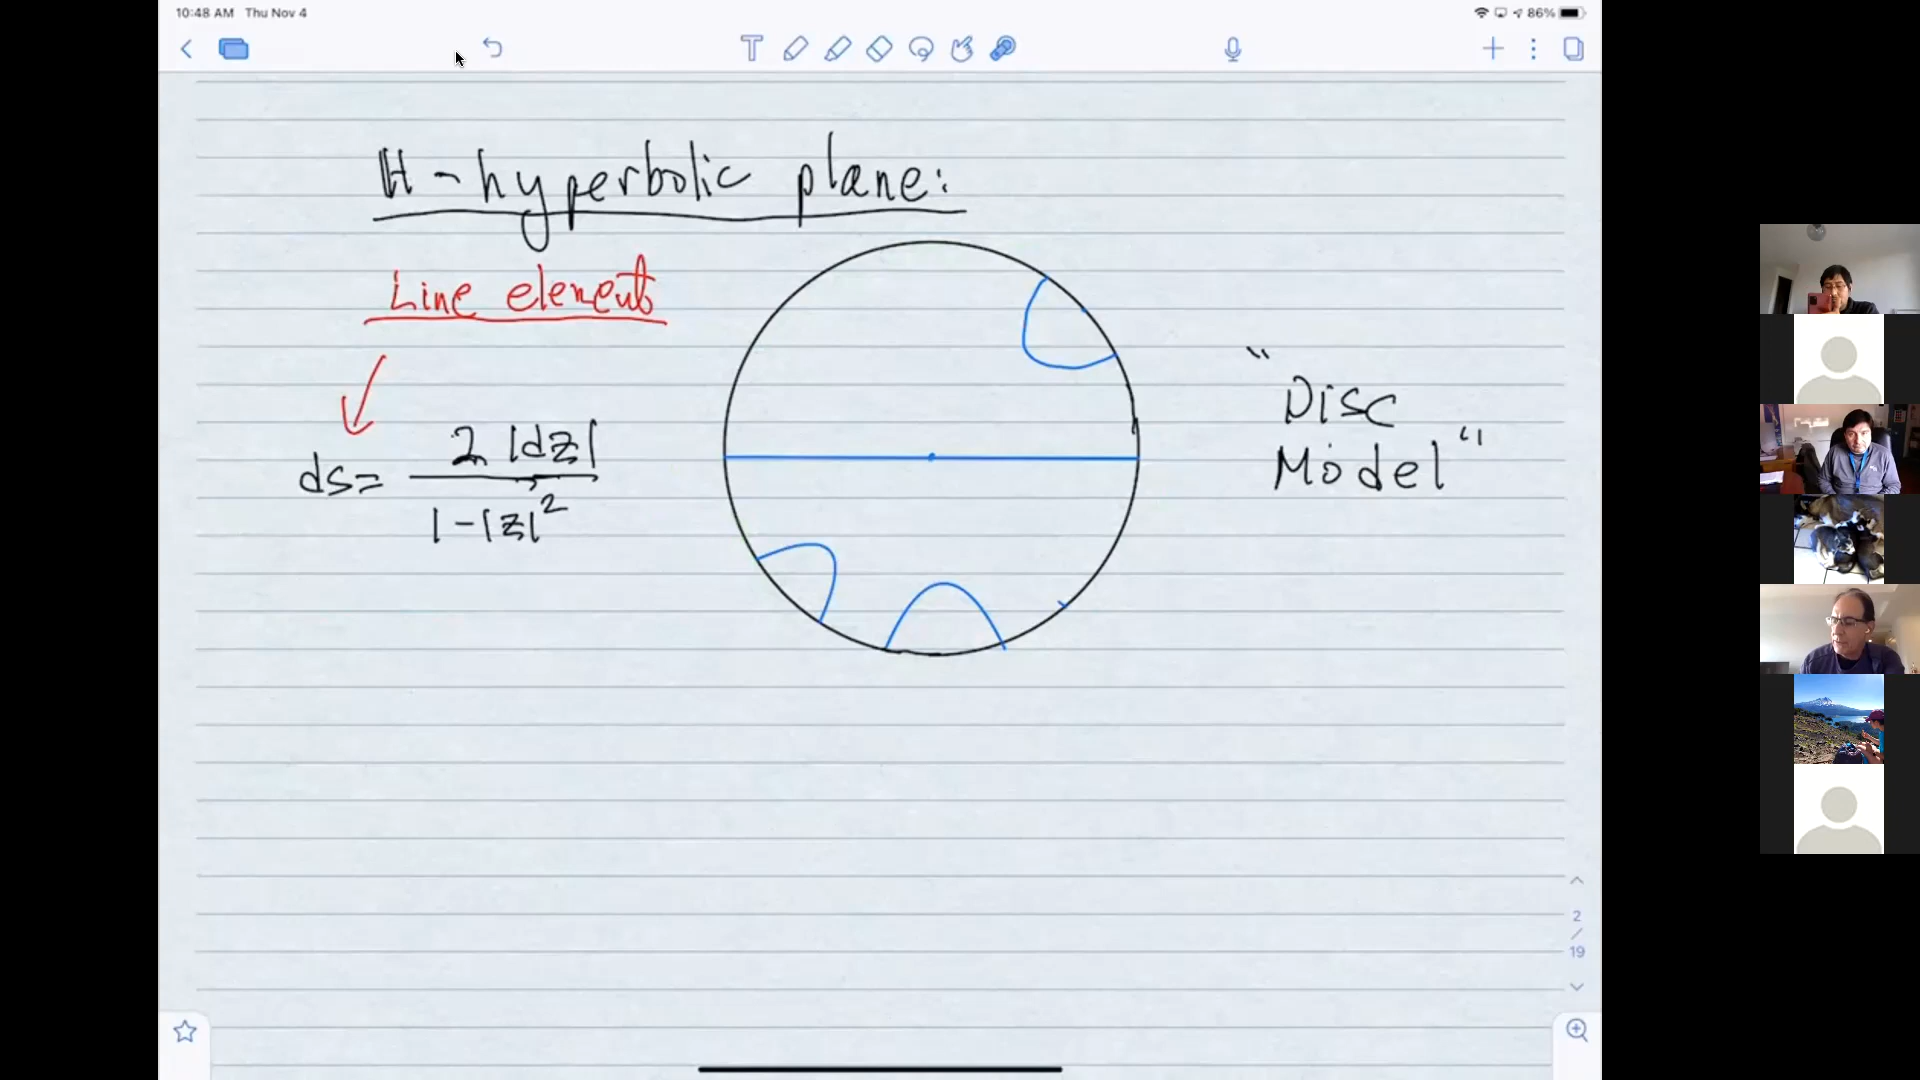 10:48 AM Thu Nov 4
86%
T
ℍ - hyperbolic plane:
Line element
ds = 2 |dz| / 1 - |z|²
"Disc
Model"
2
/
19